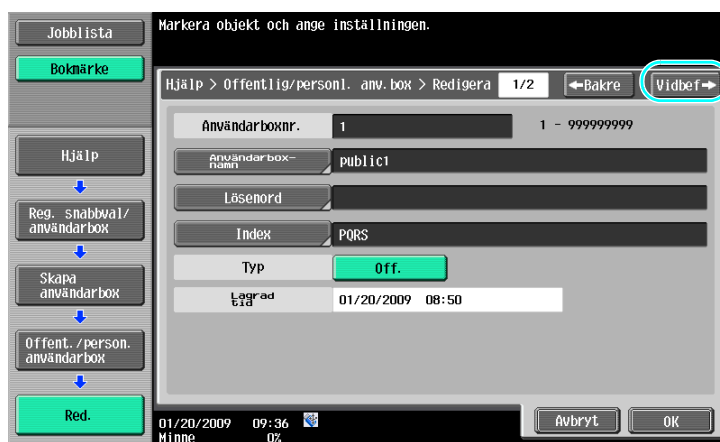 Jobblista
Bokmärke
Hjälp
Reg. snabbval/
användarbox
Skapa
användarbox
Offent./person.
användarbox
Red.
Markera objekt och ange inställningen.
Hjälp > Offentlig/personl. anv.box > Redigera 1/2 ←Bakre Vidbef→
Användarboxnr. 1 1 - 999999999
Användarbox-
namn public1
Lösenord
Index PQRS
Typ Off.
Lagrad
tid 01/20/2009 08:50
01/20/2009 09:36
Minne 0%
Avbryt OK